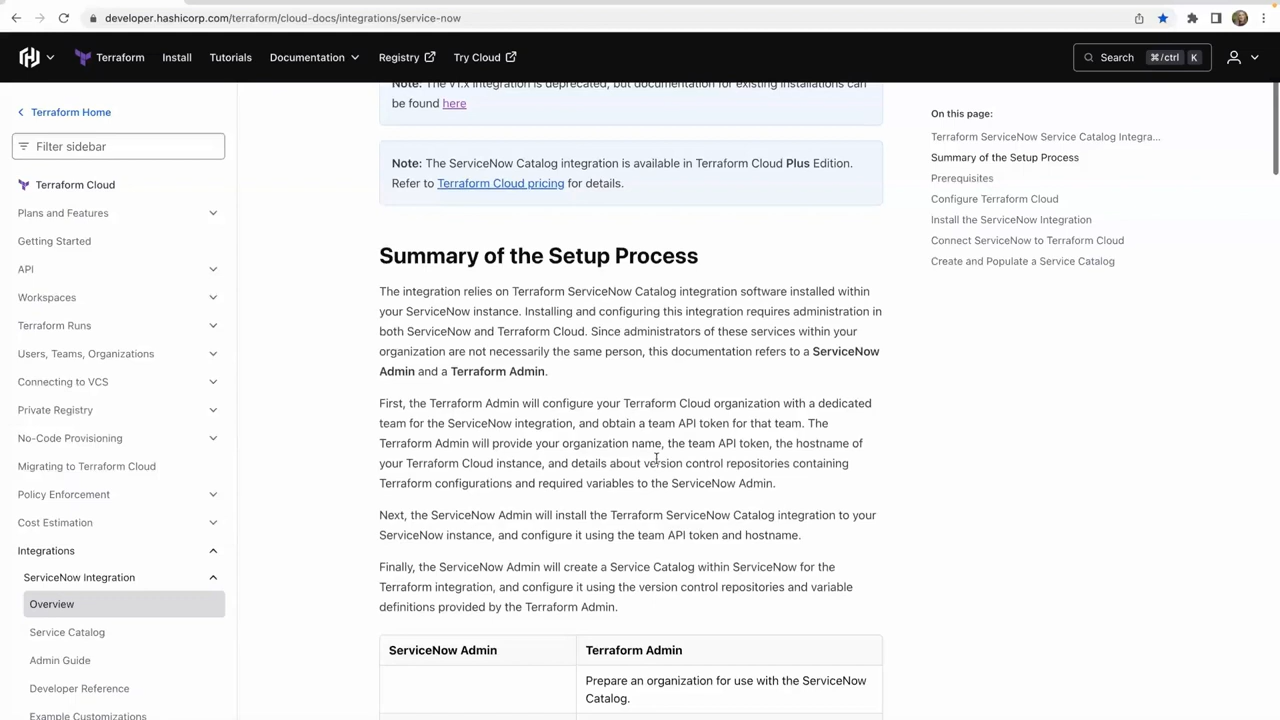 developer.hashicorp.com/terraform/cloud-docs/integrations/service-now
Terraform Install Tutorials Documentation Registry Try Cloud Search ⌘/ctrl K
Terraform Home
Filter sidebar
Terraform Cloud
Plans and Features
Getting Started
API
Workspaces
Terraform Runs
Users, Teams, Organizations
Connecting to VCS
Private Registry
No-Code Provisioning
Migrating to Terraform Cloud
Policy Enforcement
Cost Estimation
Integrations
ServiceNow Integration
Overview
Service Catalog
Admin Guide
Developer Reference
Example Customizations
Note: The V1.x integration is deprecated, but documentation for existing installations can
be found here
Note: The ServiceNow Catalog integration is available in Terraform Cloud Plus Edition.
Refer to Terraform Cloud pricing for details.
Summary of the Setup Process
The integration relies on Terraform ServiceNow Catalog integration software installed within
your ServiceNow instance. Installing and configuring this integration requires administration in
both ServiceNow and Terraform Cloud. Since administrators of these services within your
organization are not necessarily the same person, this documentation refers to a ServiceNow
Admin and a Terraform Admin.
First, the Terraform Admin will configure your Terraform Cloud organization with a dedicated
team for the ServiceNow integration, and obtain a team API token for that team. The
Terraform Admin will provide your organization name, the team API token, the hostname of
your Terraform Cloud instance, and details about version control repositories containing
Terraform configurations and required variables to the ServiceNow Admin.
Next, the ServiceNow Admin will install the Terraform ServiceNow Catalog integration to your
ServiceNow instance, and configure it using the team API token and hostname.
Finally, the ServiceNow Admin will create a Service Catalog within ServiceNow for the
Terraform integration, and configure it using the version control repositories and variable
definitions provided by the Terraform Admin.
ServiceNow Admin Terraform Admin
Prepare an organization for use with the ServiceNow
Catalog.
On this page:
Terraform ServiceNow Service Catalog Integra...
Summary of the Setup Process
Prerequisites
Configure Terraform Cloud
Install the ServiceNow Integration
Connect ServiceNow to Terraform Cloud
Create and Populate a Service Catalog